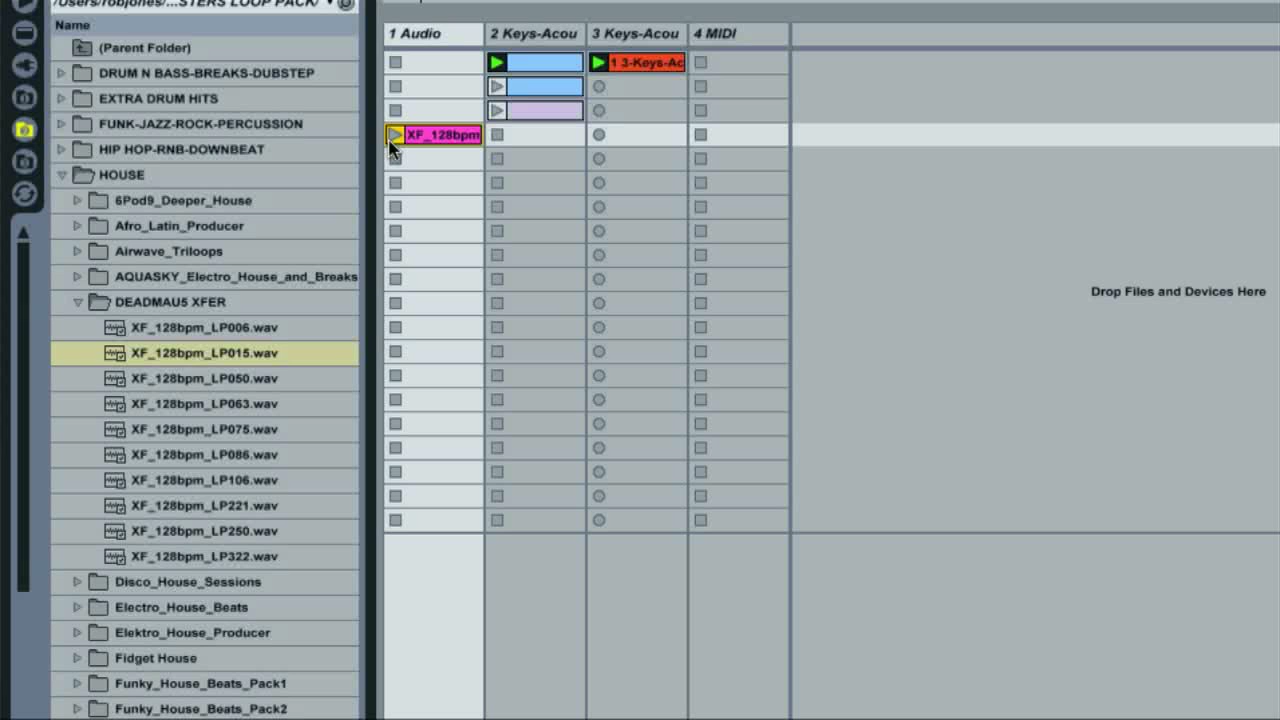 /Users/robjones/...STERS LOOP PACK/
Name
(Parent Folder)
DRUM N BASS-BREAKS-DUBSTEP
EXTRA DRUM HITS
FUNK-JAZZ-ROCK-PERCUSSION
HIP HOP-RNB-DOWNBEAT
HOUSE
6Pod9_Deeper_House
Afro_Latin_Producer
Airwave_Triloops
AQUASKY_Electro_House_and_Breaks
DEADMAU5 XFER
XF_128bpm_LP006.wav
XF_128bpm_LP015.wav
XF_128bpm_LP050.wav
XF_128bpm_LP063.wav
XF_128bpm_LP075.wav
XF_128bpm_LP086.wav
XF_128bpm_LP106.wav
XF_128bpm_LP221.wav
XF_128bpm_LP250.wav
XF_128bpm_LP322.wav
Disco_House_Sessions
Electro_House_Beats
Elektro_House_Producer
Fidget House
Funky_House_Beats_Pack1
Funky_House_Beats_Pack2
1 Audio 2 Keys-Acou 3 Keys-Acou 4 MIDI
1 3-Keys-Ac
XF_128bpm
Drop Files and Devices Here